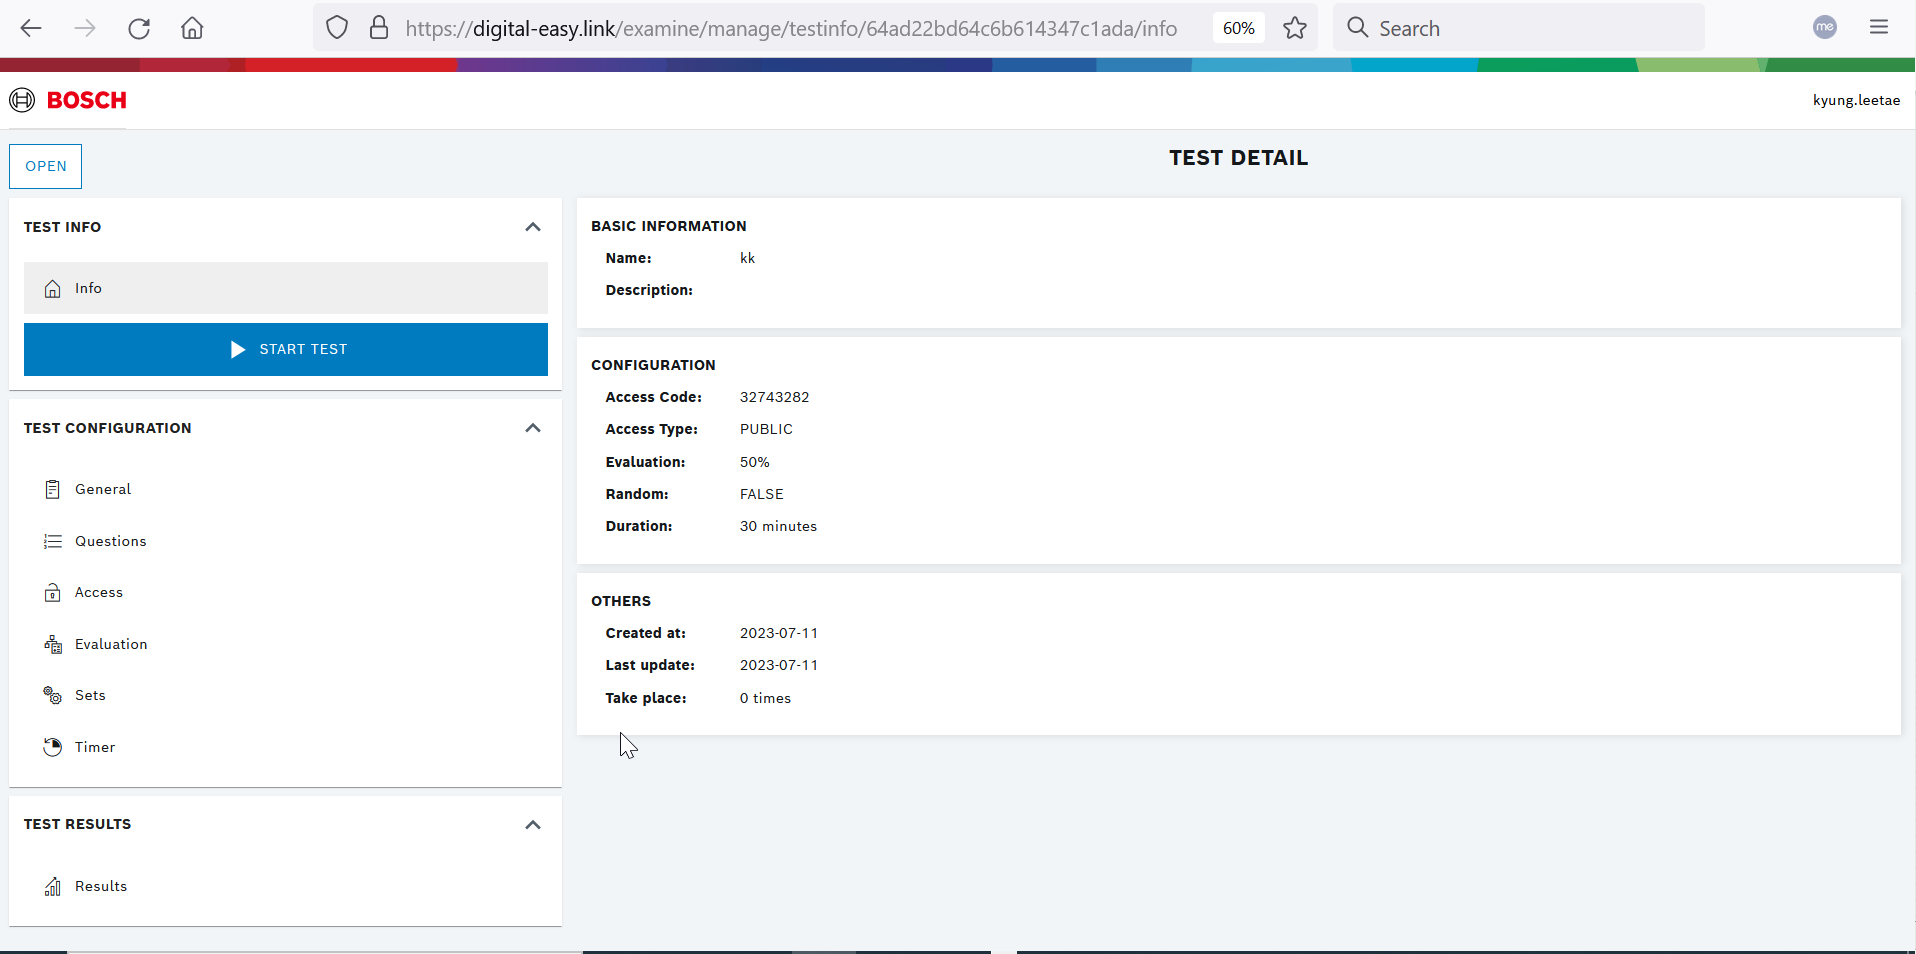 https://digital-easy.link/examine/manage/testinfo/64ad22bd64c6b614347c1ada/info
60%
Search
me
BOSCH
kyung.leetae
OPEN
TEST DETAIL
TEST INFO
Info
START TEST
TEST CONFIGURATION
General
Questions
Access
Evaluation
Sets
Timer
TEST RESULTS
Results
BASIC INFORMATION
Name: kk
Description:
CONFIGURATION
Access Code: 32743282
Access Type: PUBLIC
Evaluation: 50%
Random: FALSE
Duration: 30 minutes
OTHERS
Created at: 2023-07-11
Last update: 2023-07-11
Take place: 0 times